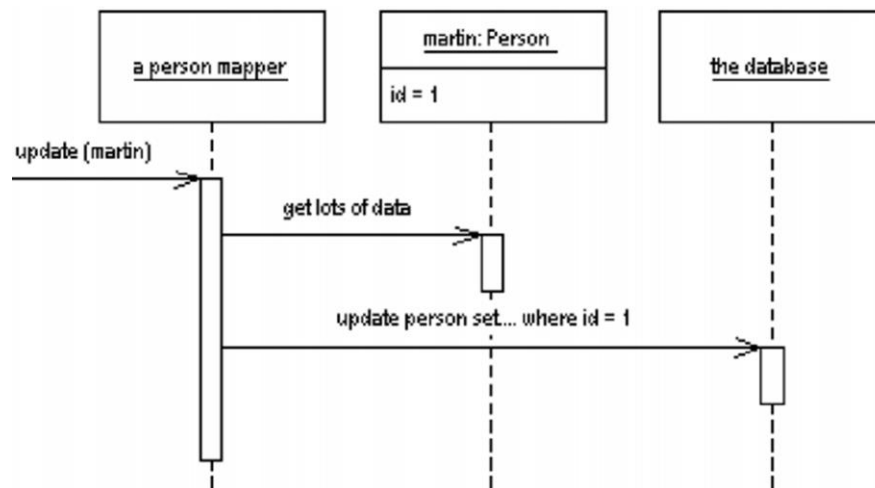 a person mapper
martin: Person
id = 1
the database
update (martin)
get lots of data
update person set... where id = 1